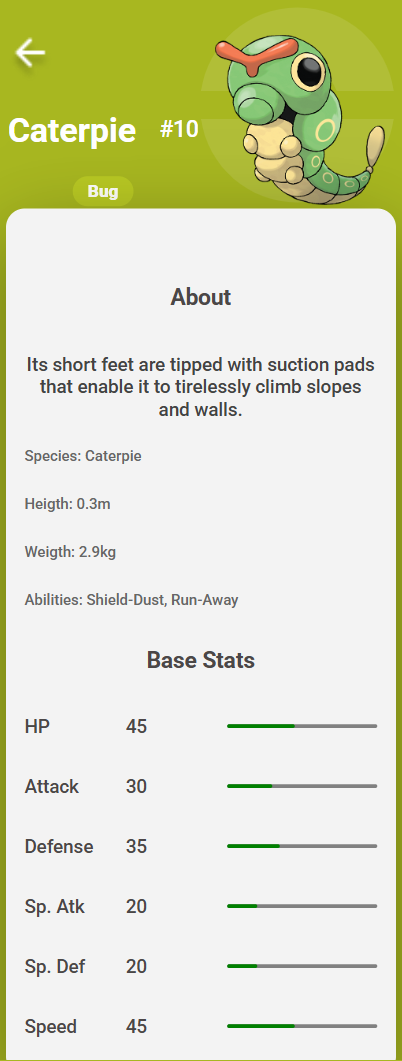 Caterpie #10
Bug
About
Its short feet are tipped with suction pads
that enable it to tirelessly climb slopes
and walls.
Species: Caterpie
Heigth: 0.3m
Weigth: 2.9kg
Abilities: Shield-Dust, Run-Away
Base Stats
HP 45
Attack 30
Defense 35
Sp. Atk 20
Sp. Def 20
Speed 45